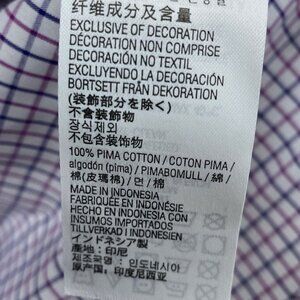 纤维成分及含量
EXCLUSIVE OF DECORATION
DÉCORATION NON COMPRISE
DECORACIÓN NO TEXTIL
EXCLUYENDO LA DECORACIÓN
BORTSETT FRÅN DEKORATION
(装飾部分を除く)
不含裝飾物
장식제외
不包含装饰物
100% PIMA COTTON / COTON PIMA /
algodón (pima) / PIMABOMULL / 綿 /
棉(皮瑪棉) / 면 / 棉
MADE IN INDONESIA
FABRIQUÉE EN INDONÉSIE
HECHO EN INDONESIA CON
INSUMOS IMPORTADOS
TILLVERKAD I INDONESIEN
インドネシア製
產地:印尼
제조국명 : 인도네시아
原产国:印度尼西亚